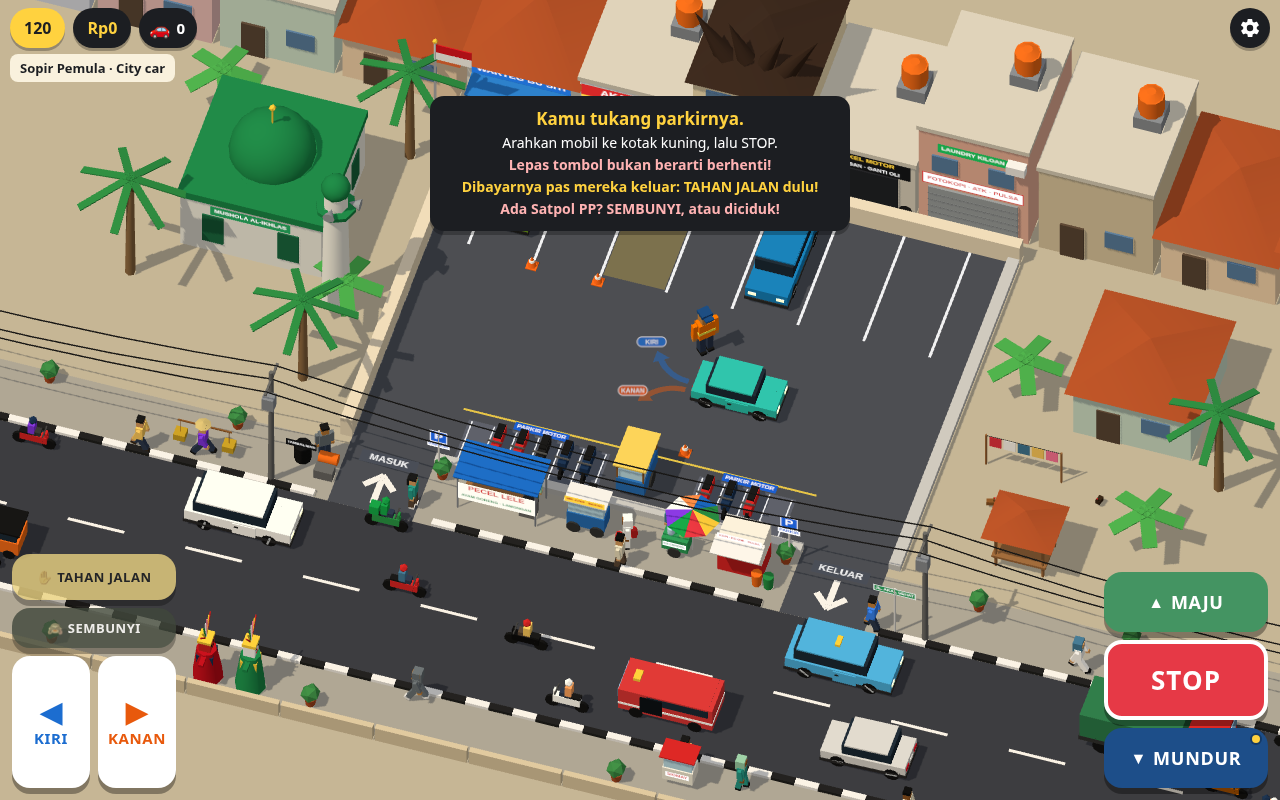 120
Rp0
0
Sopir Pemula · City car
Kamu tukang parkirnya.
Arahkan mobil ke kotak kuning, lalu STOP.
Lepas tombol bukan berarti berhenti!
Dibayarnya pas mereka keluar: TAHAN JALAN dulu!
Ada Satpol PP? SEMBUNYI, atau diciduk!
LAUNDRY KILOAN
FOTOKOPI · ATK · PULSA
MUSHOLA AL-IKHLAS
KIRI
KANAN
PARKIR MOTOR
MASUK
PECEL LELE
PARKIR MOTOR
P
P
KELUAR
TAHAN JALAN
SEMBUNYI
KIRI
KANAN
MAJU
STOP
MUNDUR